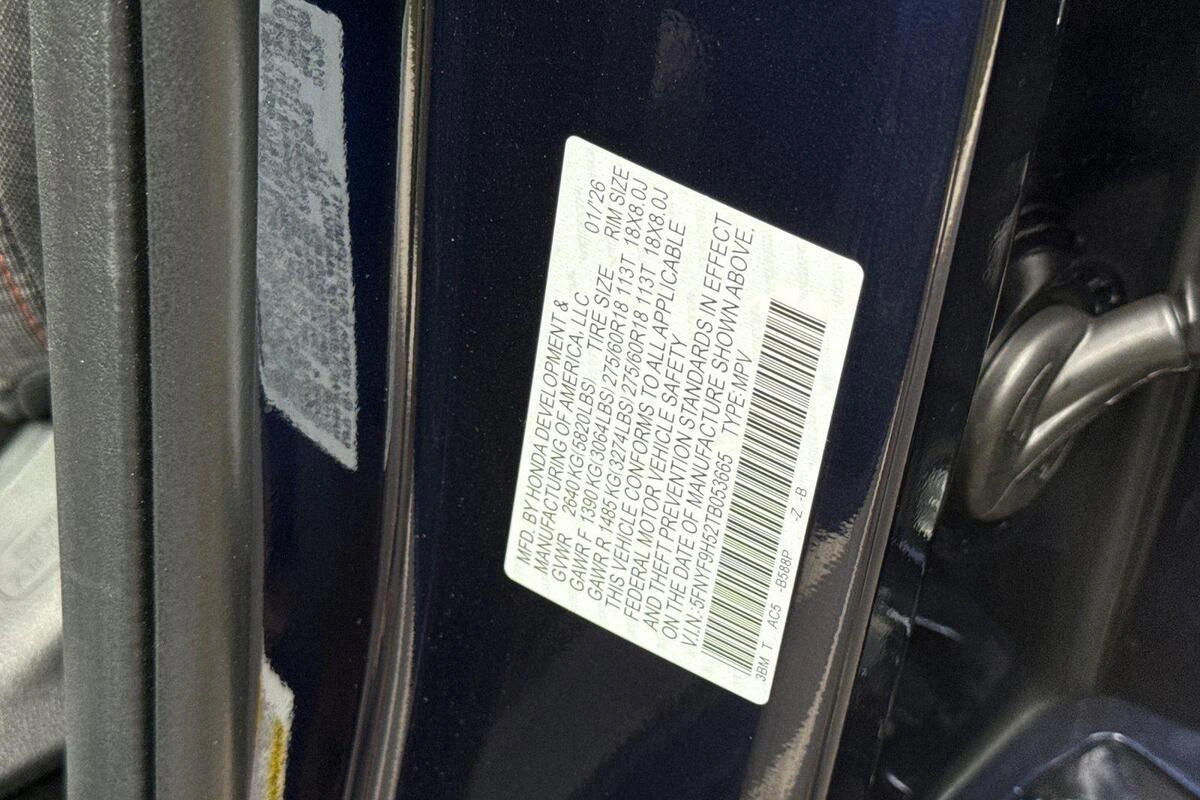 MFD. BY HONDA DEVELOPMENT &
MANUFACTURING OF AMERICA, LLC 01/'26
GVWR 2640 KG(5820LBS) TIRE SIZE RIM SIZE
GAWR F 1390 KG(3064LBS) 275/60R18 113T 18X8.0J
GAWR R 1485 KG(3274LBS) 275/60R18 113T 18X8.0J
THIS VEHICLE CONFORMS TO ALL APPLICABLE
FEDERAL MOTOR VEHICLE SAFETY
AND THEFT PREVENTION STANDARDS IN EFFECT
ON THE DATE OF MANUFACTURE SHOWN ABOVE.
V.I.N.:5FNYF9H52TB053665 TYPE:MPV
3BM T AC5 -B588P -Z -B